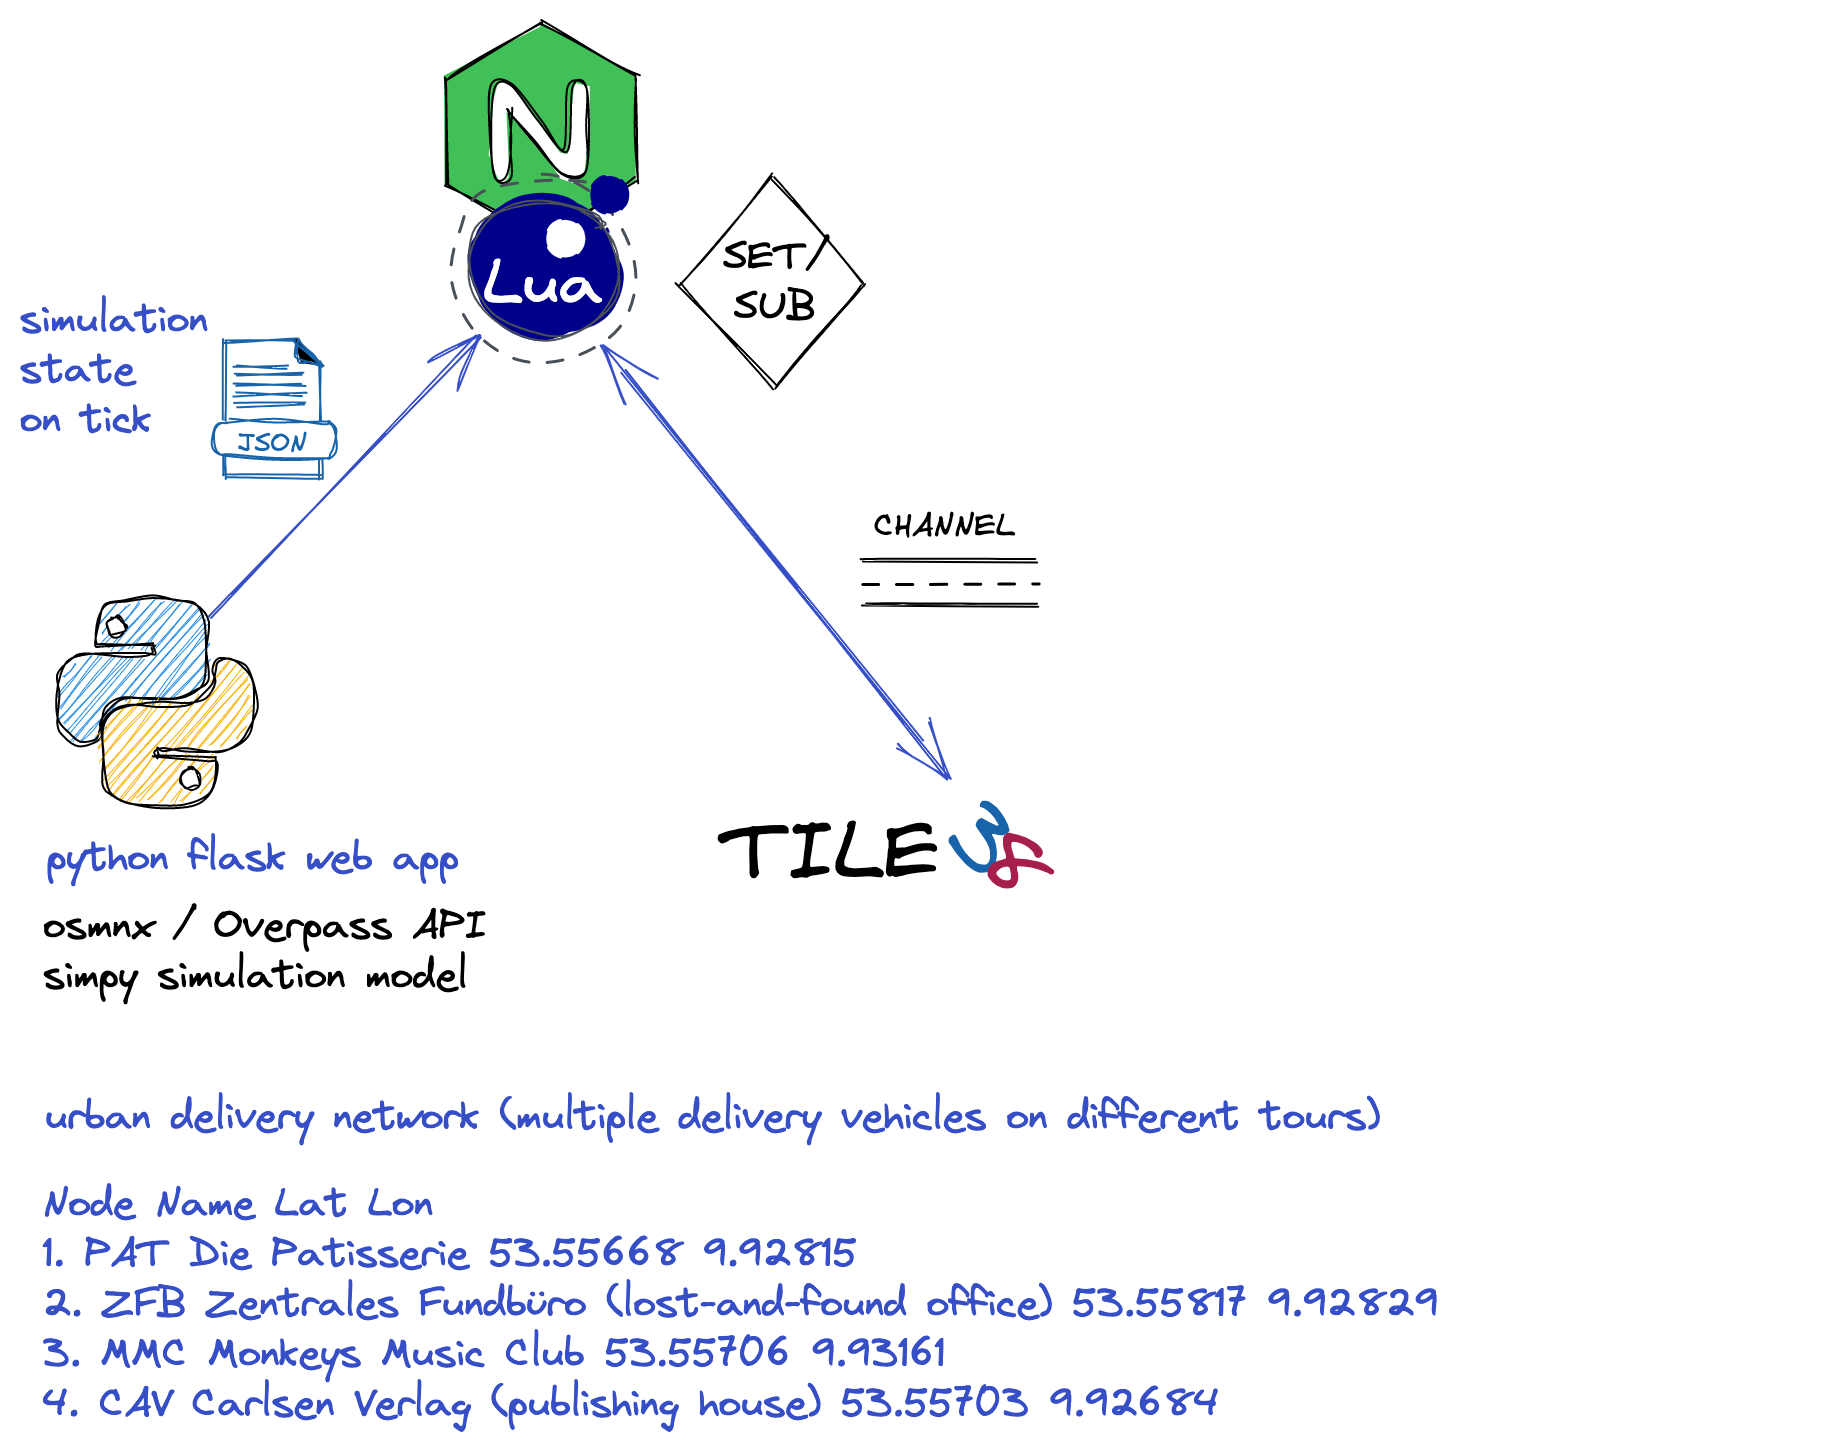 N
Lua
SET/
SUB
simulation
state
on tick
JSON
CHANNEL
TILE 38
python flask web app
osmnx / Overpass API
simpy simulation model
urban delivery network (multiple delivery vehicles on different tours)
Node Name Lat Lon
1. PAT Die Patisserie 53.55668 9.92815
2. ZFB Zentrales Fundbüro (lost-and-found office) 53.55817 9.92829
3. MMC Monkeys Music Club 53.55706 9.93161
4. CAV Carlsen Verlag (publishing house) 53.55703 9.92684